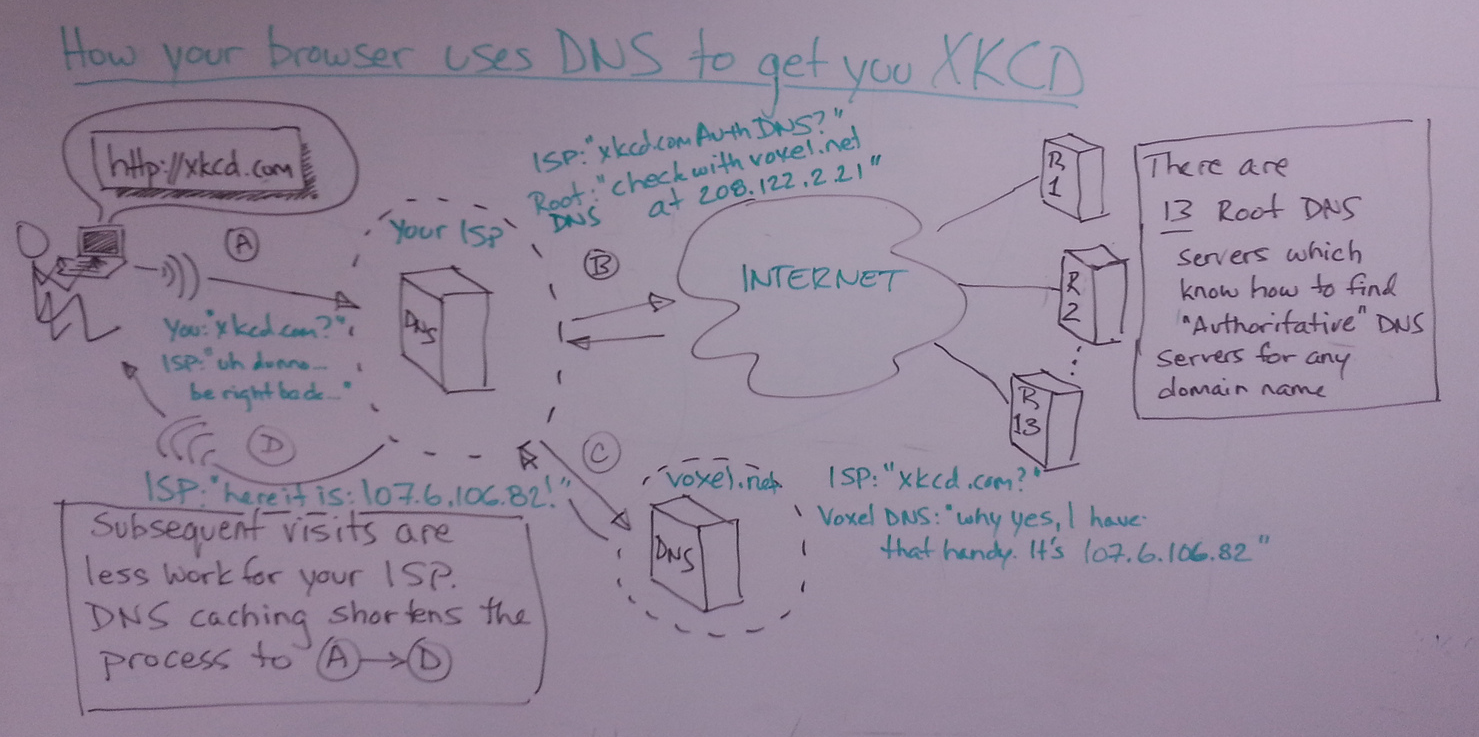 How your browser uses DNS to get you XKCD
http://xkcd.com
A
You: "xkcd.com?"
ISP: "uh dunno...
be right back..."
Your ISP
DNS
ISP: "xkcd.com Auth DNS?"
Root: "check with voxel.net
DNS at 208.122.2.21"
B
INTERNET
R
1
R
2
R
13
There are
13 Root DNS
servers which
know how to find
"Authoritative" DNS
servers for any
domain name
C
voxel.net
DNS
ISP: "xkcd.com?"
Voxel DNS: "why yes, I have
that handy. It's 107.6.106.82"
D
ISP: "here it is: 107.6.106.82!"
Subsequent visits are
less work for your ISP.
DNS caching shortens the
process to A → D